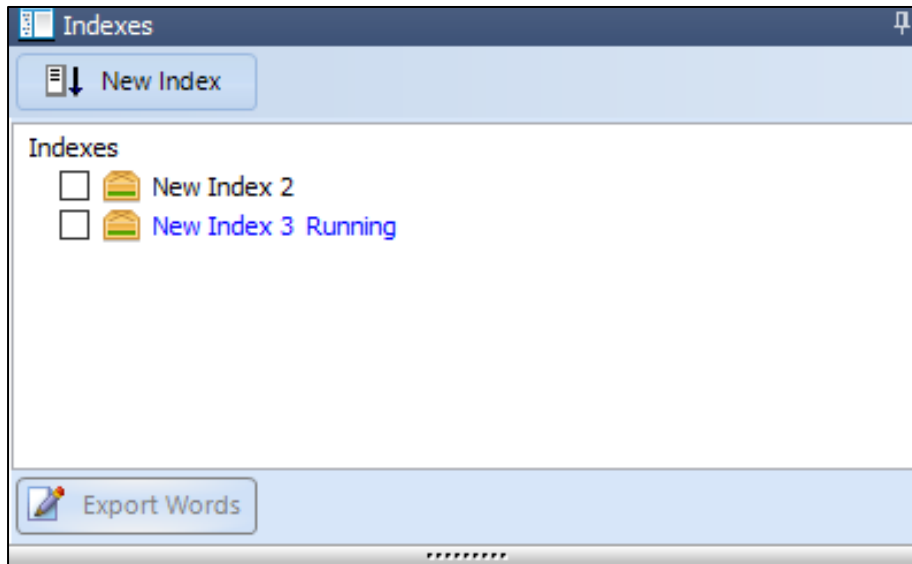 Indexes
New Index
Indexes
New Index 2
New Index 3 Running
Export Words